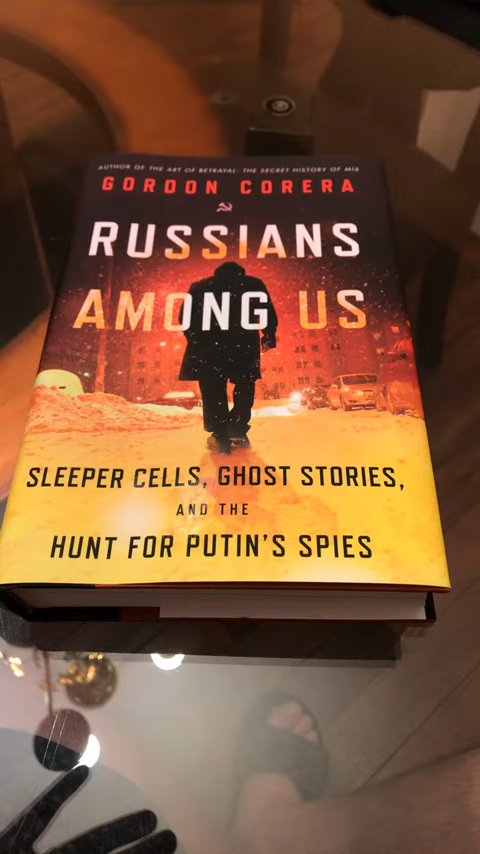 AUTHOR OF THE ART OF BETRAYAL: THE SECRET HISTORY OF MI6
GORDON CORERA
RUSSIANS
AMONG US
SLEEPER CELLS, GHOST STORIES,
AND THE
HUNT FOR PUTIN'S SPIES